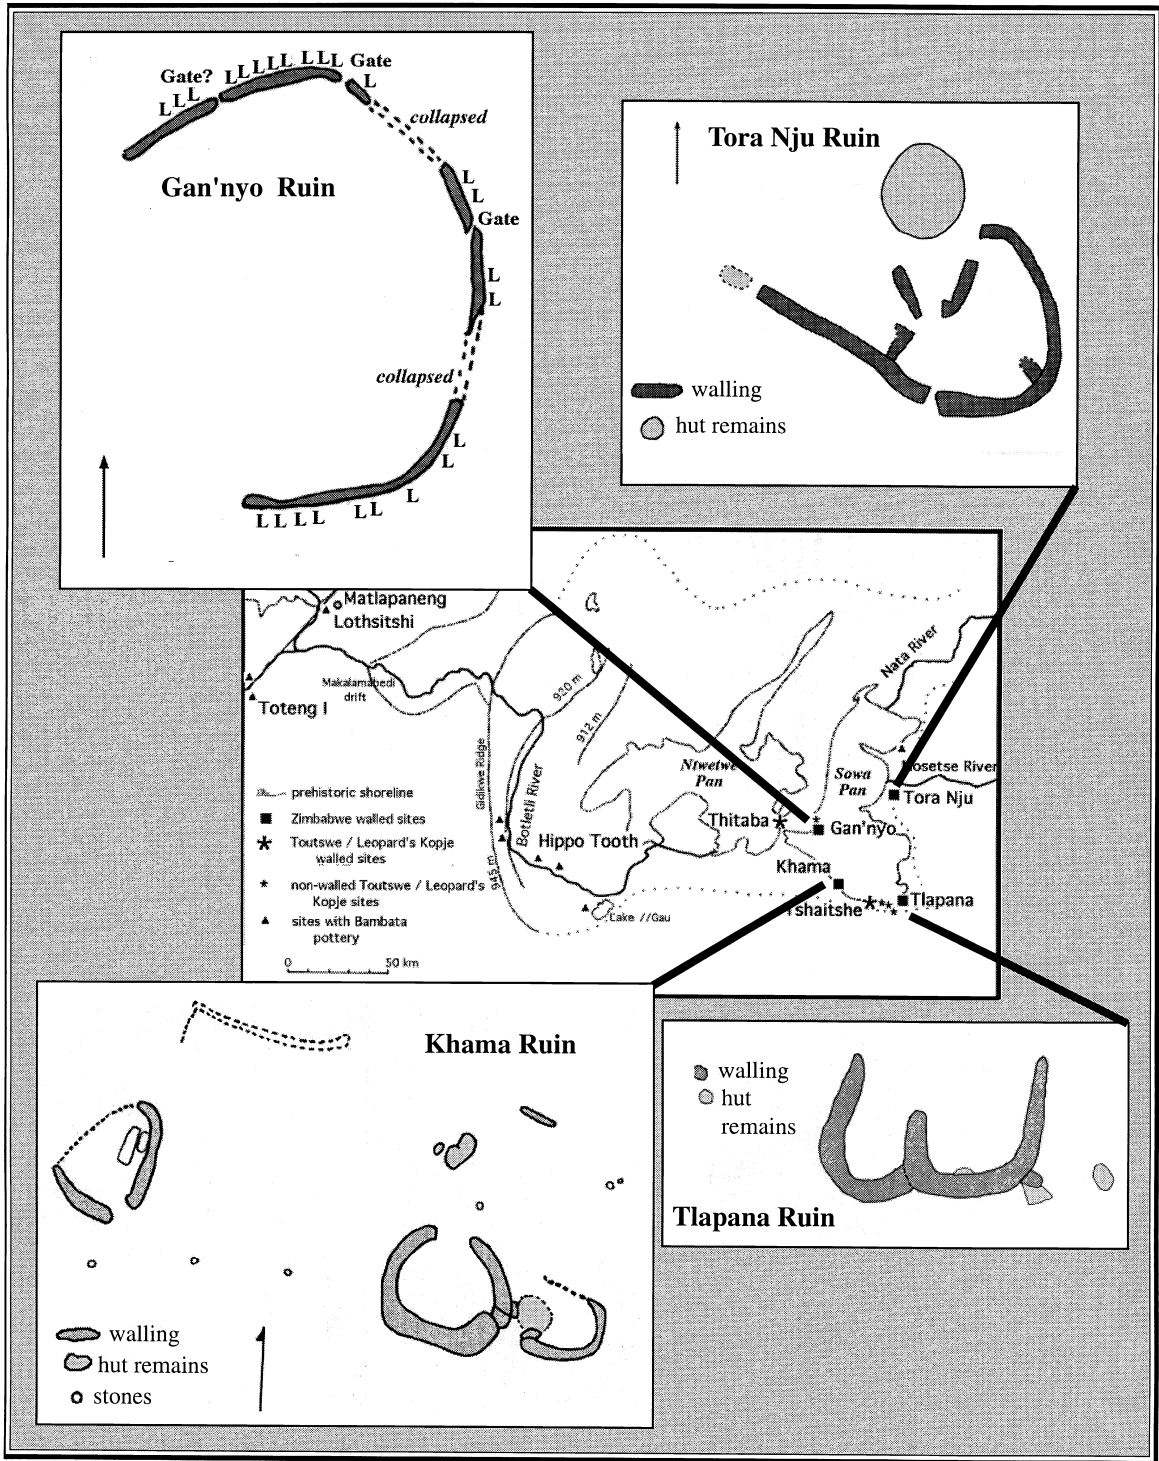 L L L L L L L L Gate
Gate? L
L L L
collapsed
Gan'nyo Ruin
L
L
Gate
L
L
collapsed
L
L
L
L L L L L L
Tora Nju Ruin
walling
hut remains
Matlapaneng
Lothsitshi
Makalamabedi
drift
Toteng I
Nata River
920 m
912 m
Gidikwe Ridge
Botletli River
945 m
Ntwetwe
Pan
Sowa
Pan
Mosetse River
Tora Nju
Thitaba
Gan'nyo
Hippo Tooth
Khama
Tshaitshe
Tlapana
Lake //Gau
prehistoric shoreline
Zimbabwe walled sites
Toutswe / Leopard's Kopje
walled sites
non-walled Toutswe / Leopard's
Kopje sites
sites with Bambata
pottery
0 50 km
Khama Ruin
walling
hut remains
stones
walling
hut
remains
Tlapana Ruin